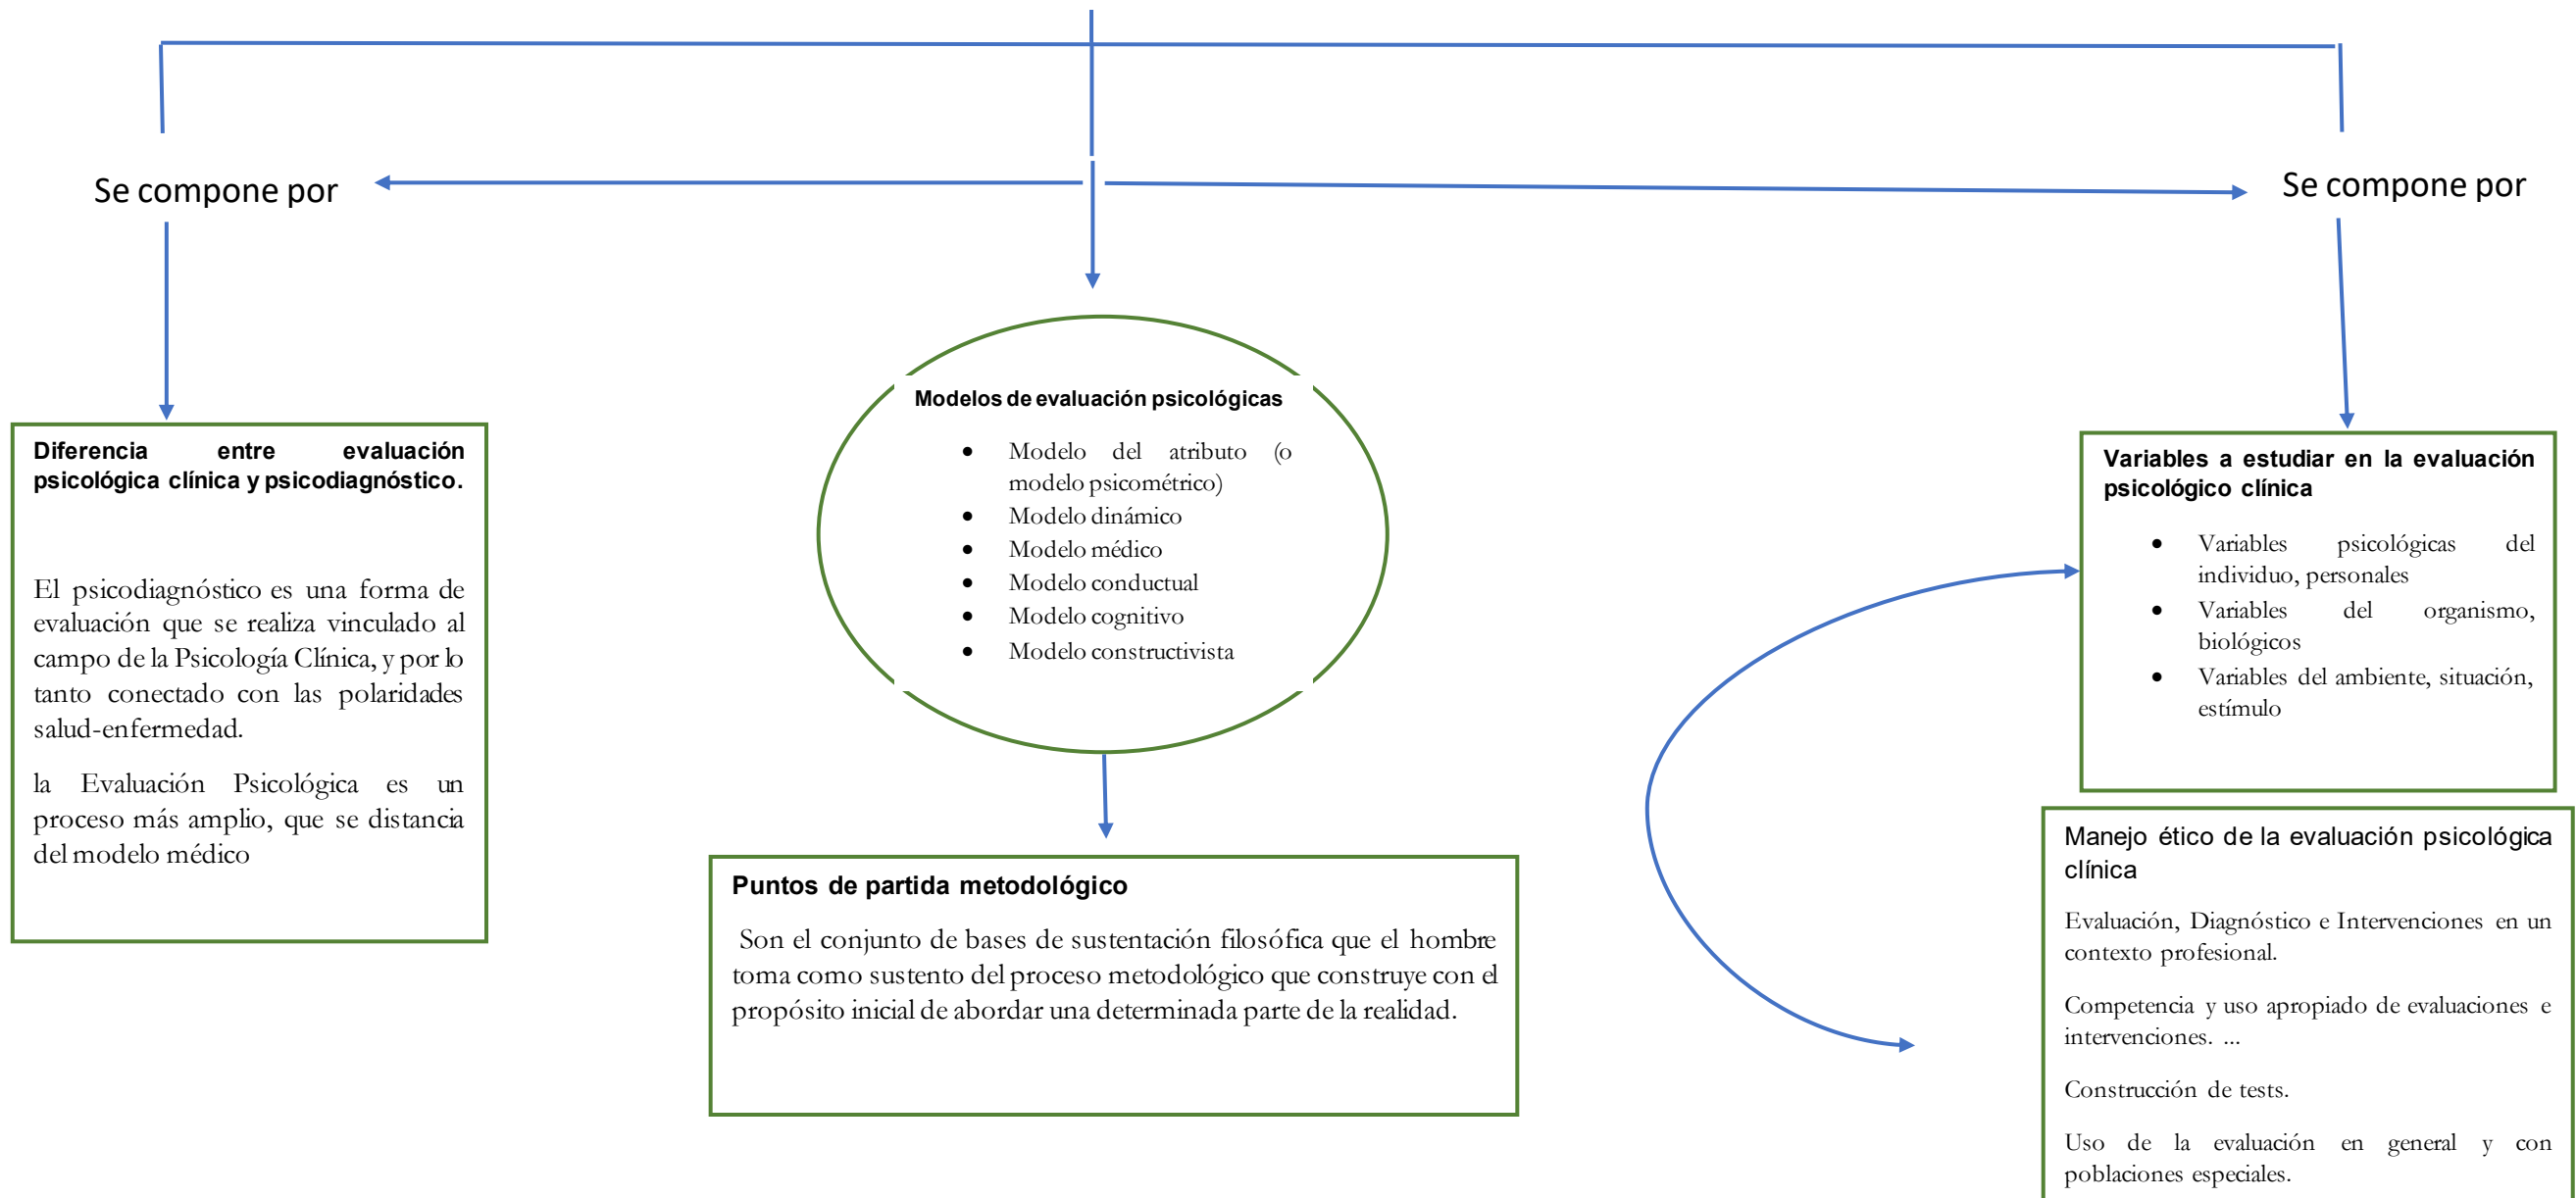 Se compone por
Se compone por
Diferencia entre evaluación
psicológica clínica y psicodiagnóstico.
El psicodiagnóstico es una forma de
evaluación que se realiza vinculado al
campo de la Psicología Clínica, y por lo
tanto conectado con las polaridades
salud-enfermedad.
la Evaluación Psicológica es un
proceso más amplio, que se distancia
del modelo médico
Modelos de evaluación psicológicas
• Modelo del atributo (o
modelo psicométrico)
• Modelo dinámico
• Modelo médico
• Modelo conductual
• Modelo cognitivo
• Modelo constructivista
Puntos de partida metodológico
Son el conjunto de bases de sustentación filosófica que el hombre
toma como sustento del proceso metodológico que construye con el
propósito inicial de abordar una determinada parte de la realidad.
Variables a estudiar en la evaluación
psicológico clínica
• Variables psicológicas del
individuo, personales
• Variables del organismo,
biológicos
• Variables del ambiente, situación,
estímulo
Manejo ético de la evaluación psicológica
clínica
Evaluación, Diagnóstico e Intervenciones en un
contexto profesional.
Competencia y uso apropiado de evaluaciones e
intervenciones. ...
Construcción de tests.
Uso de la evaluación en general y con
poblaciones especiales.